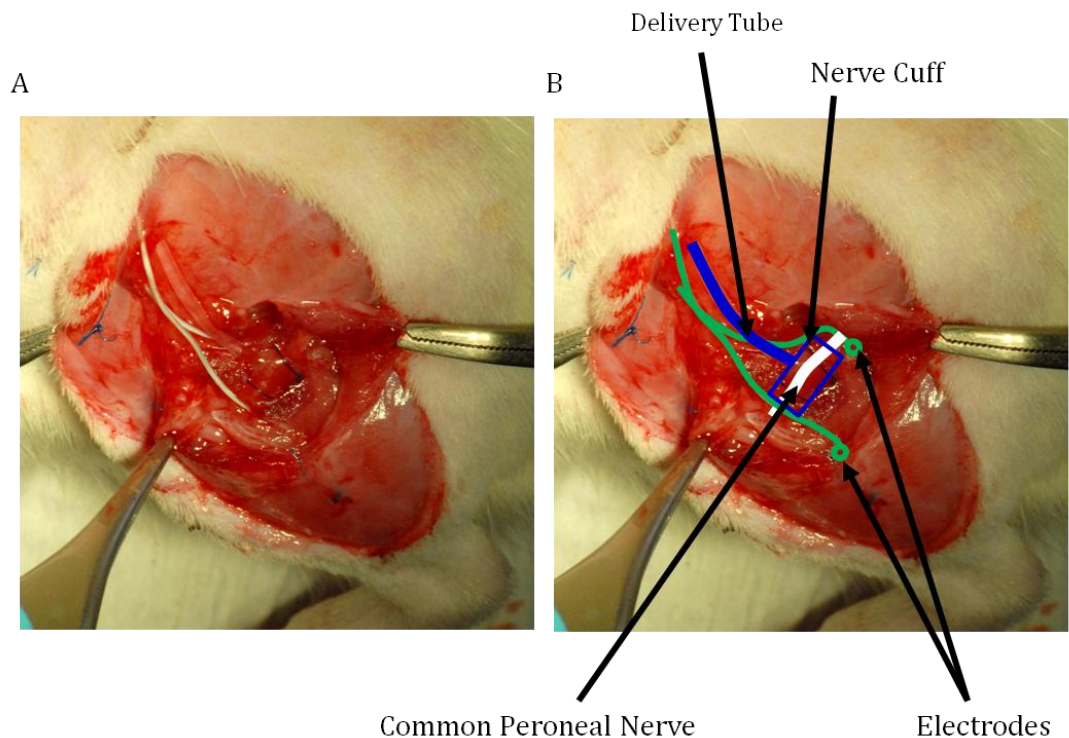 Delivery Tube
A
B
Nerve Cuff
Common Peroneal Nerve
Electrodes